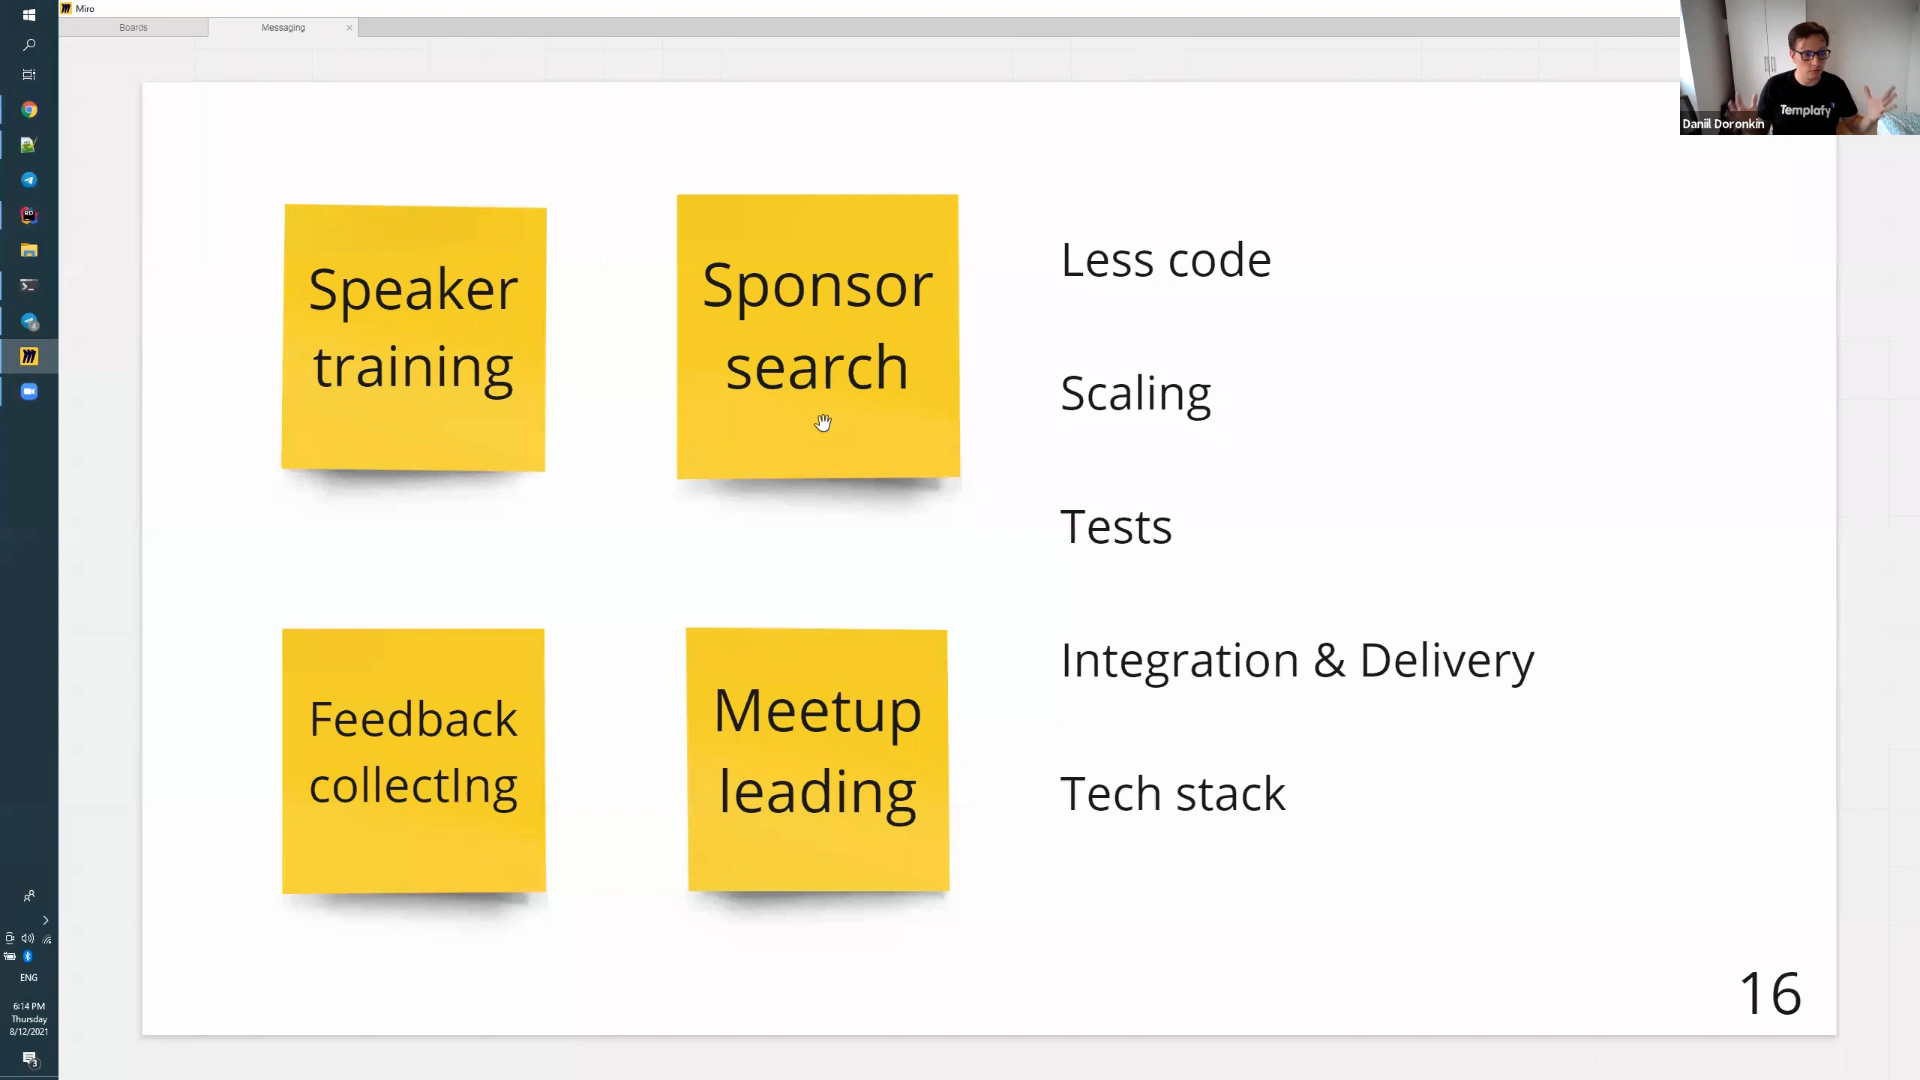 Miro
Boards
Messaging
Templafy
Daniil Doronkin
Speaker
training
Sponsor
search
Feedback
collectIng
Meetup
leading
Less code
Scaling
Tests
Integration & Delivery
Tech stack
16
ENG
6:14 PM
Thursday
8/12/2021